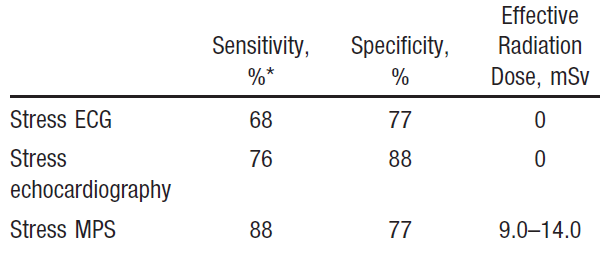 Effective
Sensitivity, Specificity, Radiation
%* % Dose, mSv
Stress ECG 68 77 0
Stress 76 88 0
echocardiography
Stress MPS 88 77 9.0–14.0